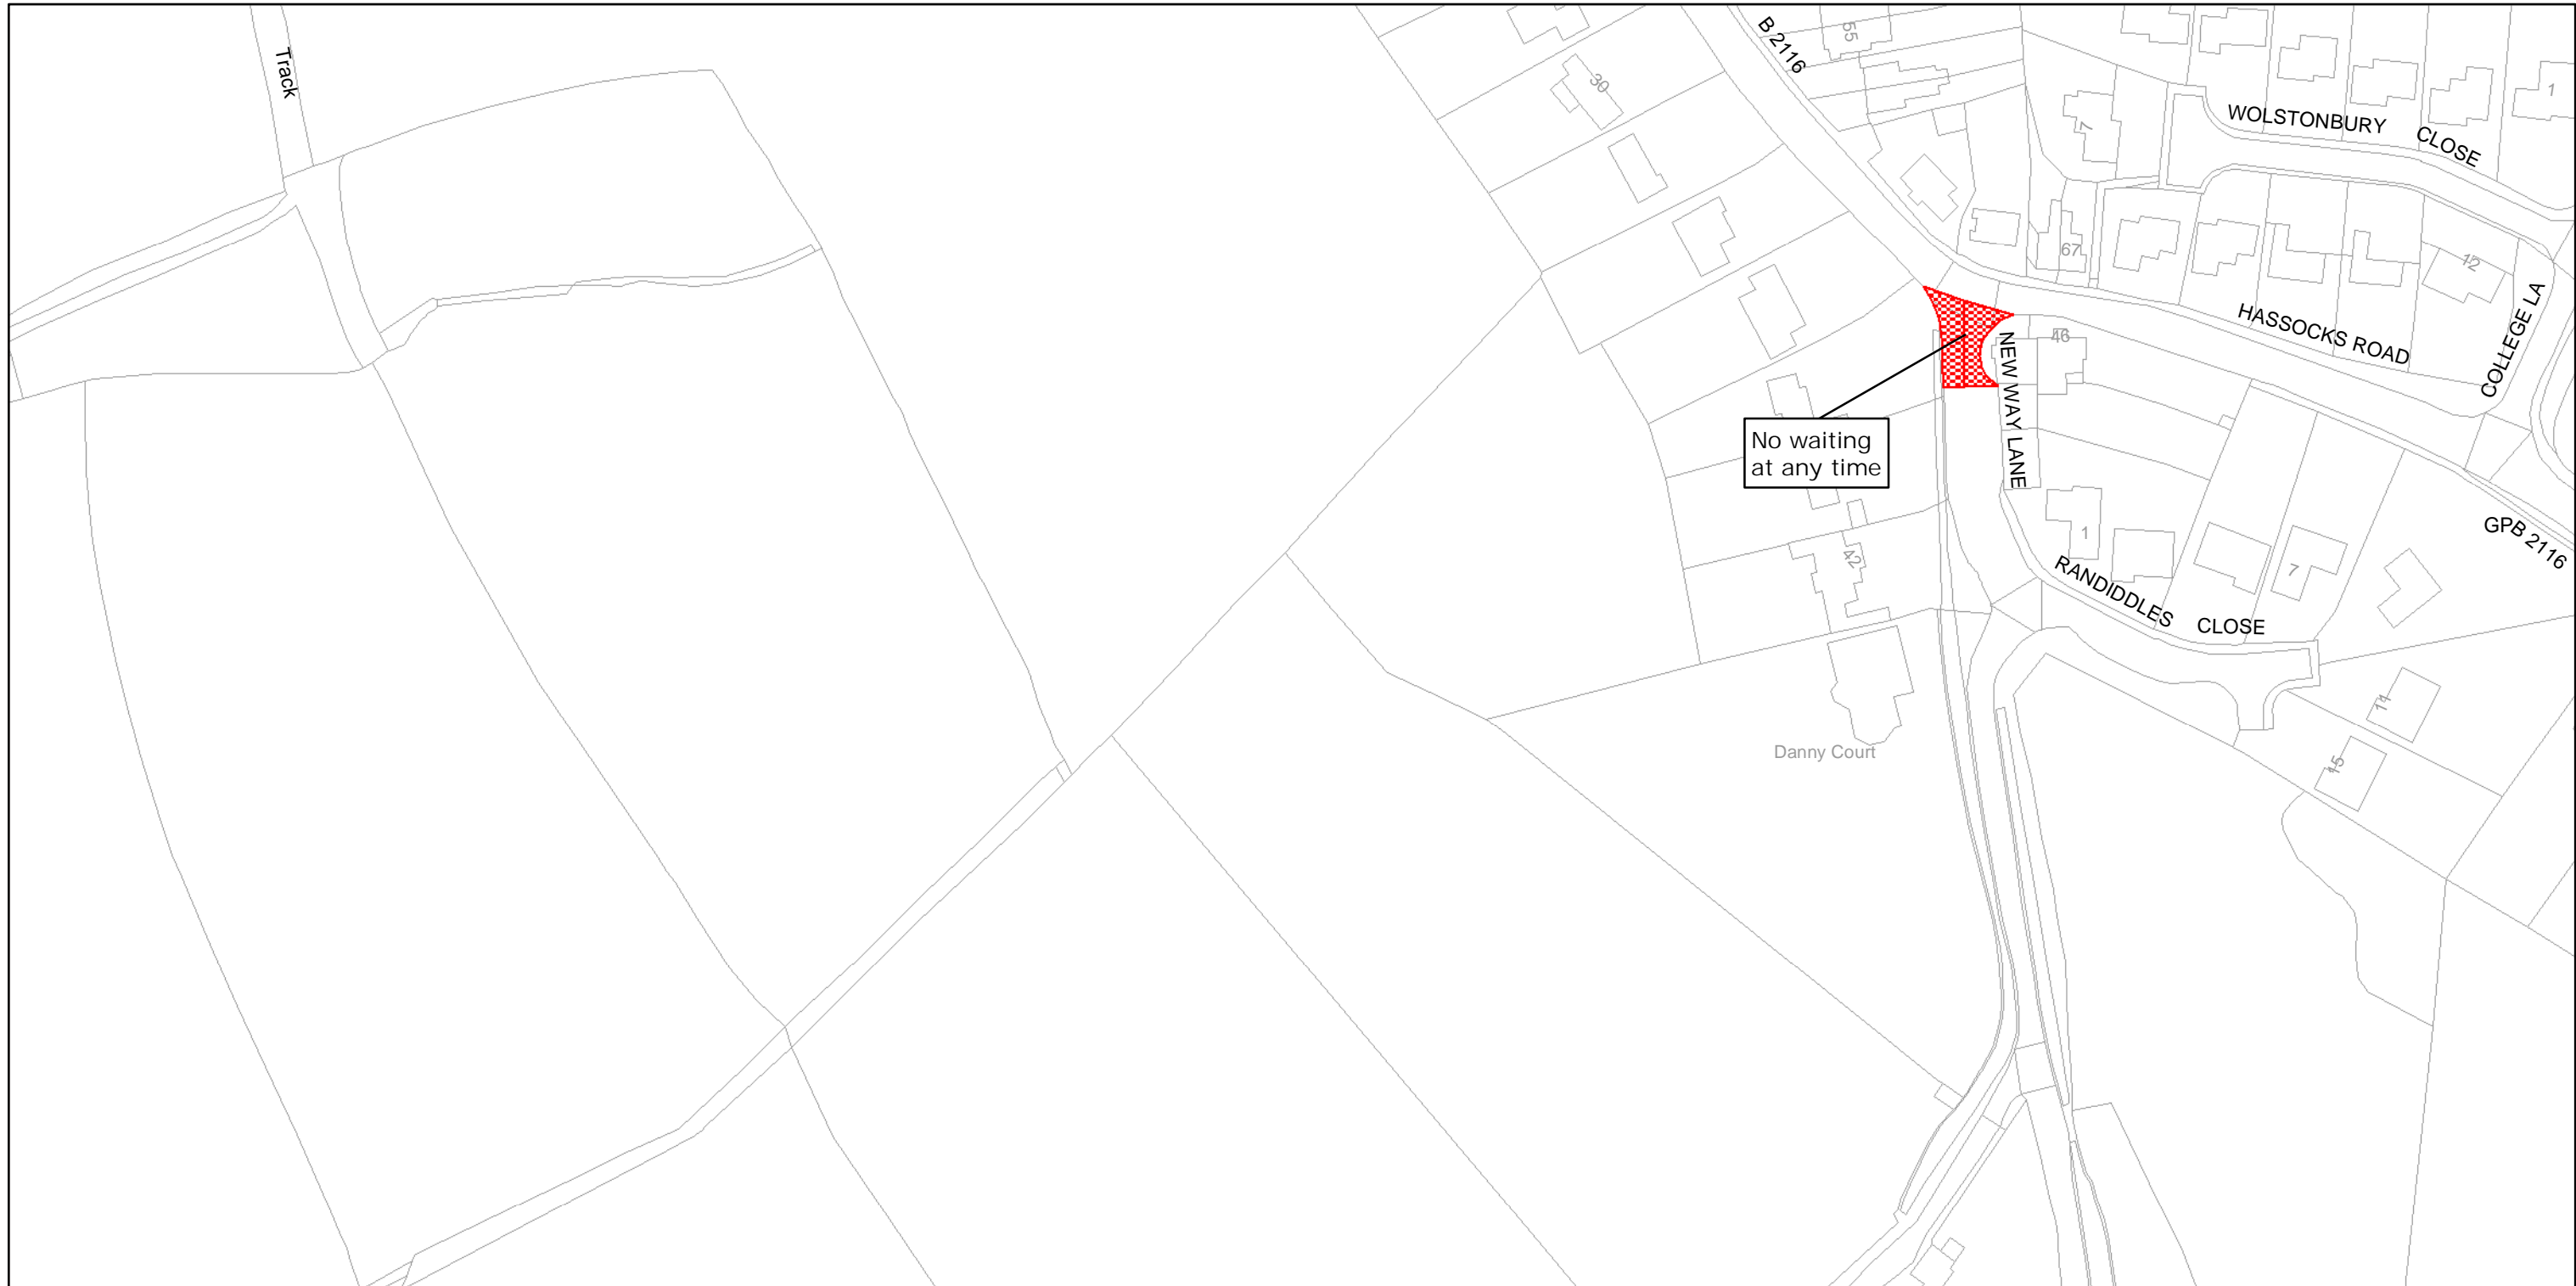 Track
B 2116
55
30
WOLSTONBURY CLOSE
1
7
67
12
HASSOCKS ROAD
COLLEGE LA
46
NEW WAY LANE
No waiting
at any time
GPB 2116
1
42
7
RANDIDDLES CLOSE
11
15
Danny Court